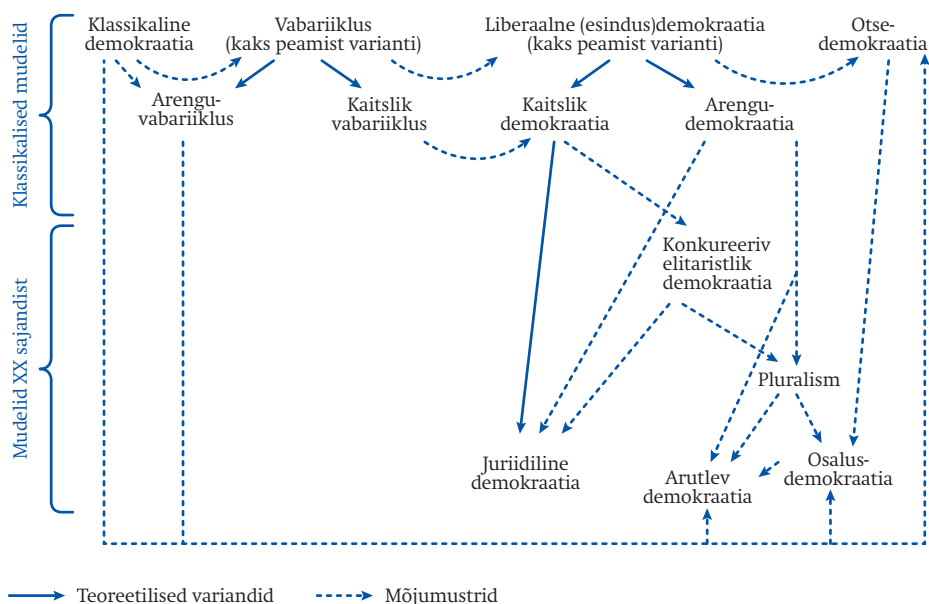 Klassikalised mudelid
Klassikaline
demokraatia
Vabariiklus
(kaks peamist varianti)
Liberaalne (esindus)demokraatia
(kaks peamist varianti)
Otse-
demokraatia
Arengu-
vabariiklus
Kaitslik
vabariiklus
Kaitslik
demokraatia
Arengu-
demokraatia
Mudelid XX sajandist
Konkureeriv
elitaristlik
demokraatia
Pluralism
Juriidiline
demokraatia
Arutlev
demokraatia
Osalus-
demokraatia
Teoreetilised variandid
Mõjumustrid